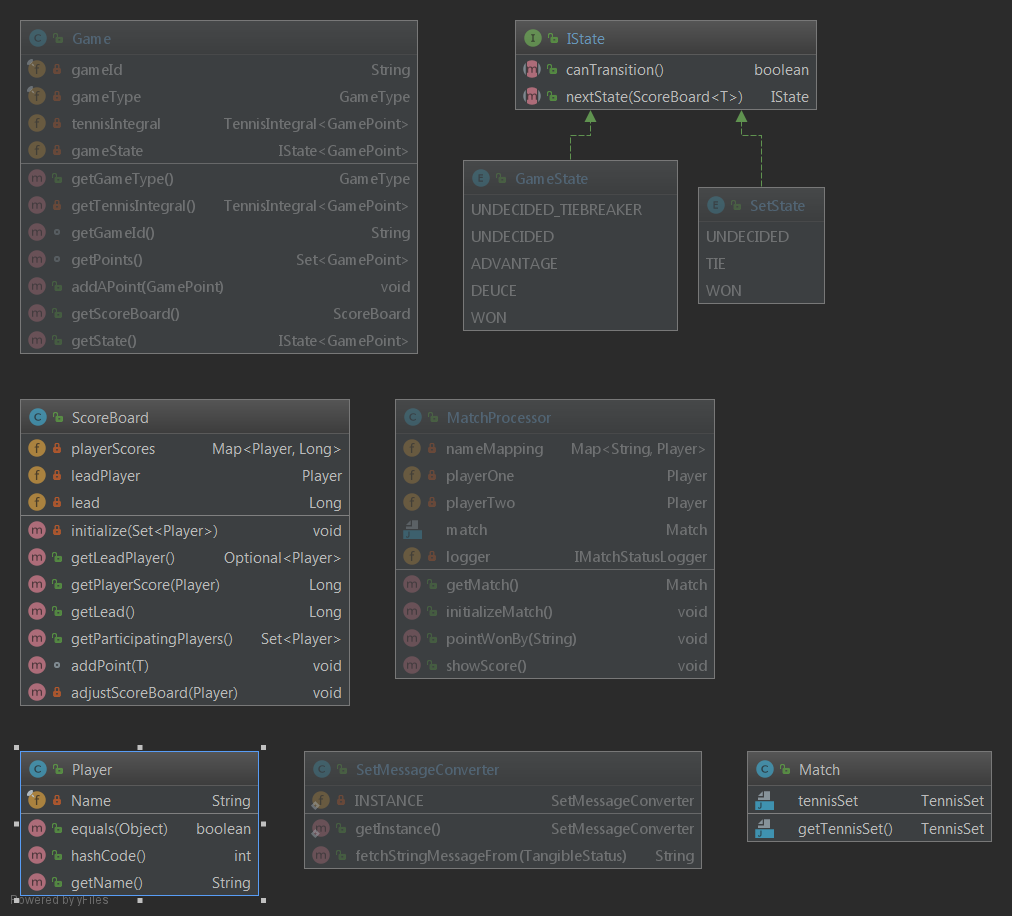 Game
gameId String
gameType GameType
tennisIntegral TennisIntegral<GamePoint>
gameState IState<GamePoint>
getGameType() GameType
getTennisIntegral() TennisIntegral<GamePoint>
getGameId() String
getPoints() Set<GamePoint>
addAPoint(GamePoint) void
getScoreBoard() ScoreBoard
getState() IState<GamePoint>
IState
canTransition() boolean
nextState(ScoreBoard<T>) IState
GameState
UNDECIDED_TIEBREAKER
UNDECIDED
ADVANTAGE
DEUCE
WON
SetState
UNDECIDED
TIE
WON
ScoreBoard
playerScores Map<Player, Long>
leadPlayer Player
lead Long
initialize(Set<Player>) void
getLeadPlayer() Optional<Player>
getPlayerScore(Player) Long
getLead() Long
getParticipatingPlayers() Set<Player>
addPoint(T) void
adjustScoreBoard(Player) void
MatchProcessor
nameMapping Map<String, Player>
playerOne Player
playerTwo Player
match Match
logger IMatchStatusLogger
getMatch() Match
initializeMatch() void
pointWonBy(String) void
showScore() void
Player
Name String
equals(Object) boolean
hashCode() int
getName() String
SetMessageConverter
INSTANCE SetMessageConverter
getInstance() SetMessageConverter
fetchStringMessageFrom(TangibleStatus) String
Match
tennisSet TennisSet
getTennisSet() TennisSet
Powered by yFiles